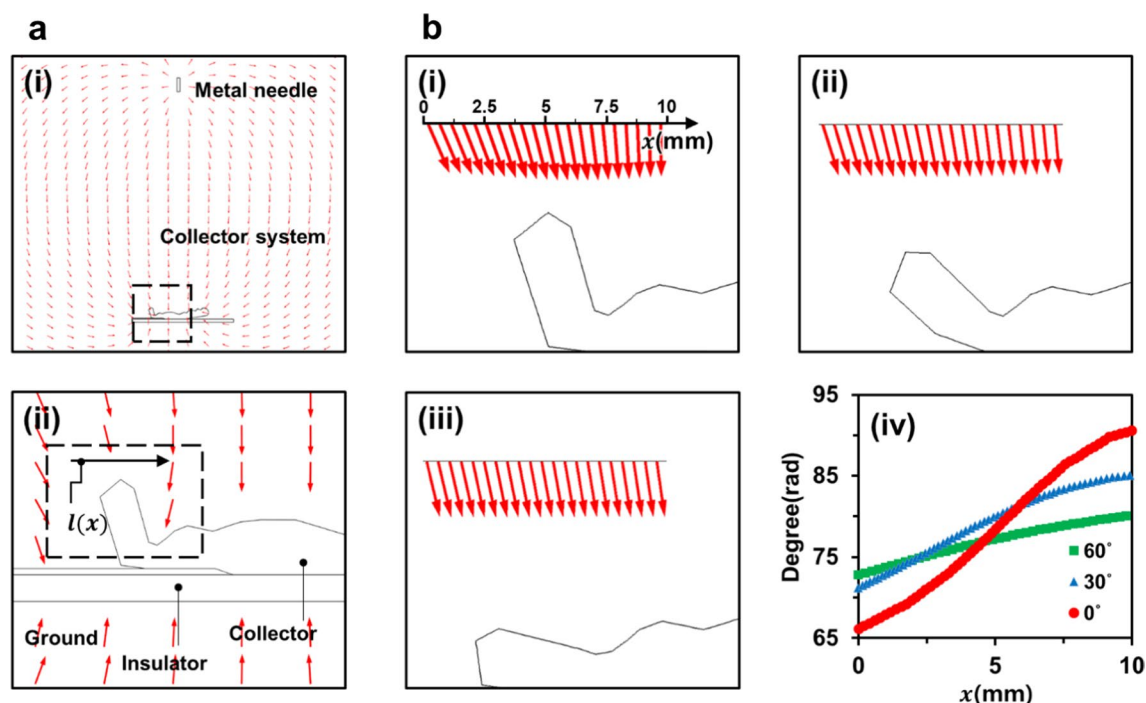 a
(i)
Metal needle
Collector system
(ii)
l(x)
Ground
Insulator
Collector
b
(i)
0 2.5 5 7.5 10
x(mm)
(ii)
(iii)
(iv)
Degree(rad)
95
85
75
65
60°
30°
0°
0 5 10
x(mm)